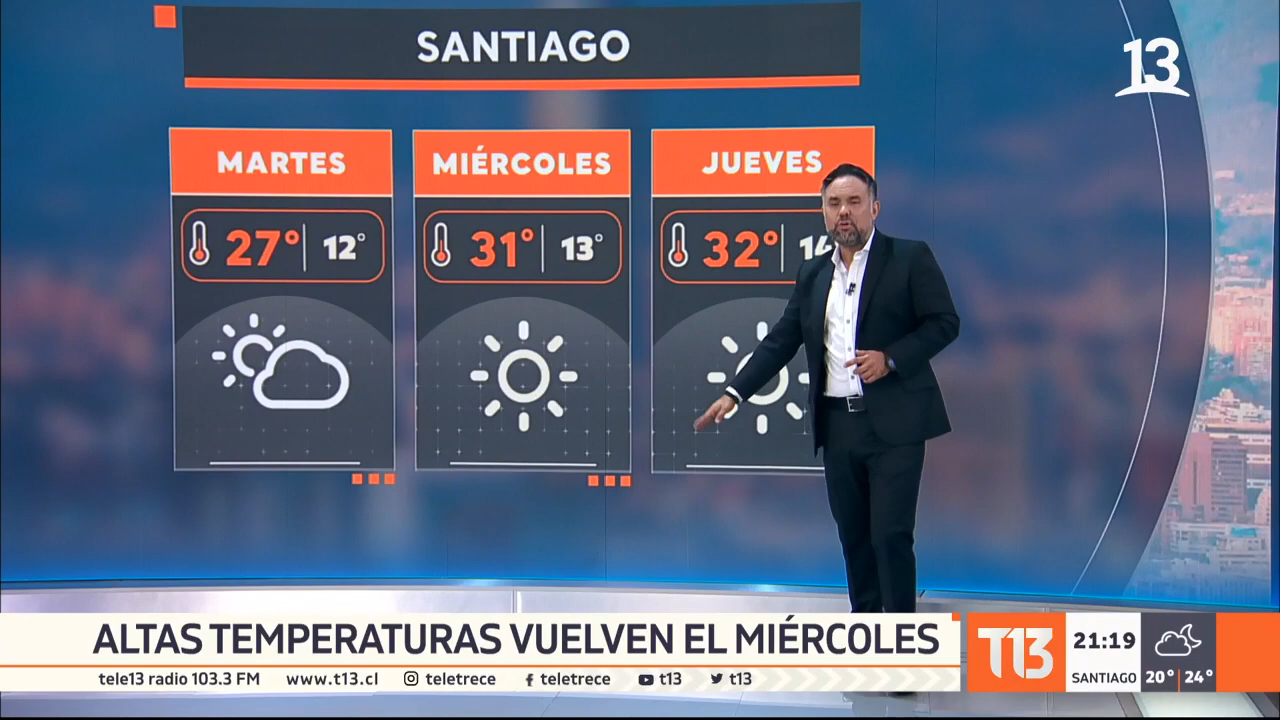 SANTIAGO
13
MARTES
27° 12°
MIÉRCOLES
31° 13°
JUEVES
32°
ALTAS TEMPERATURAS VUELVEN EL MIÉRCOLES
tele13 radio 103.3 FM www.t13.cl teletrece teletrece t13 t13
T13
21:19
SANTIAGO 20° 24°